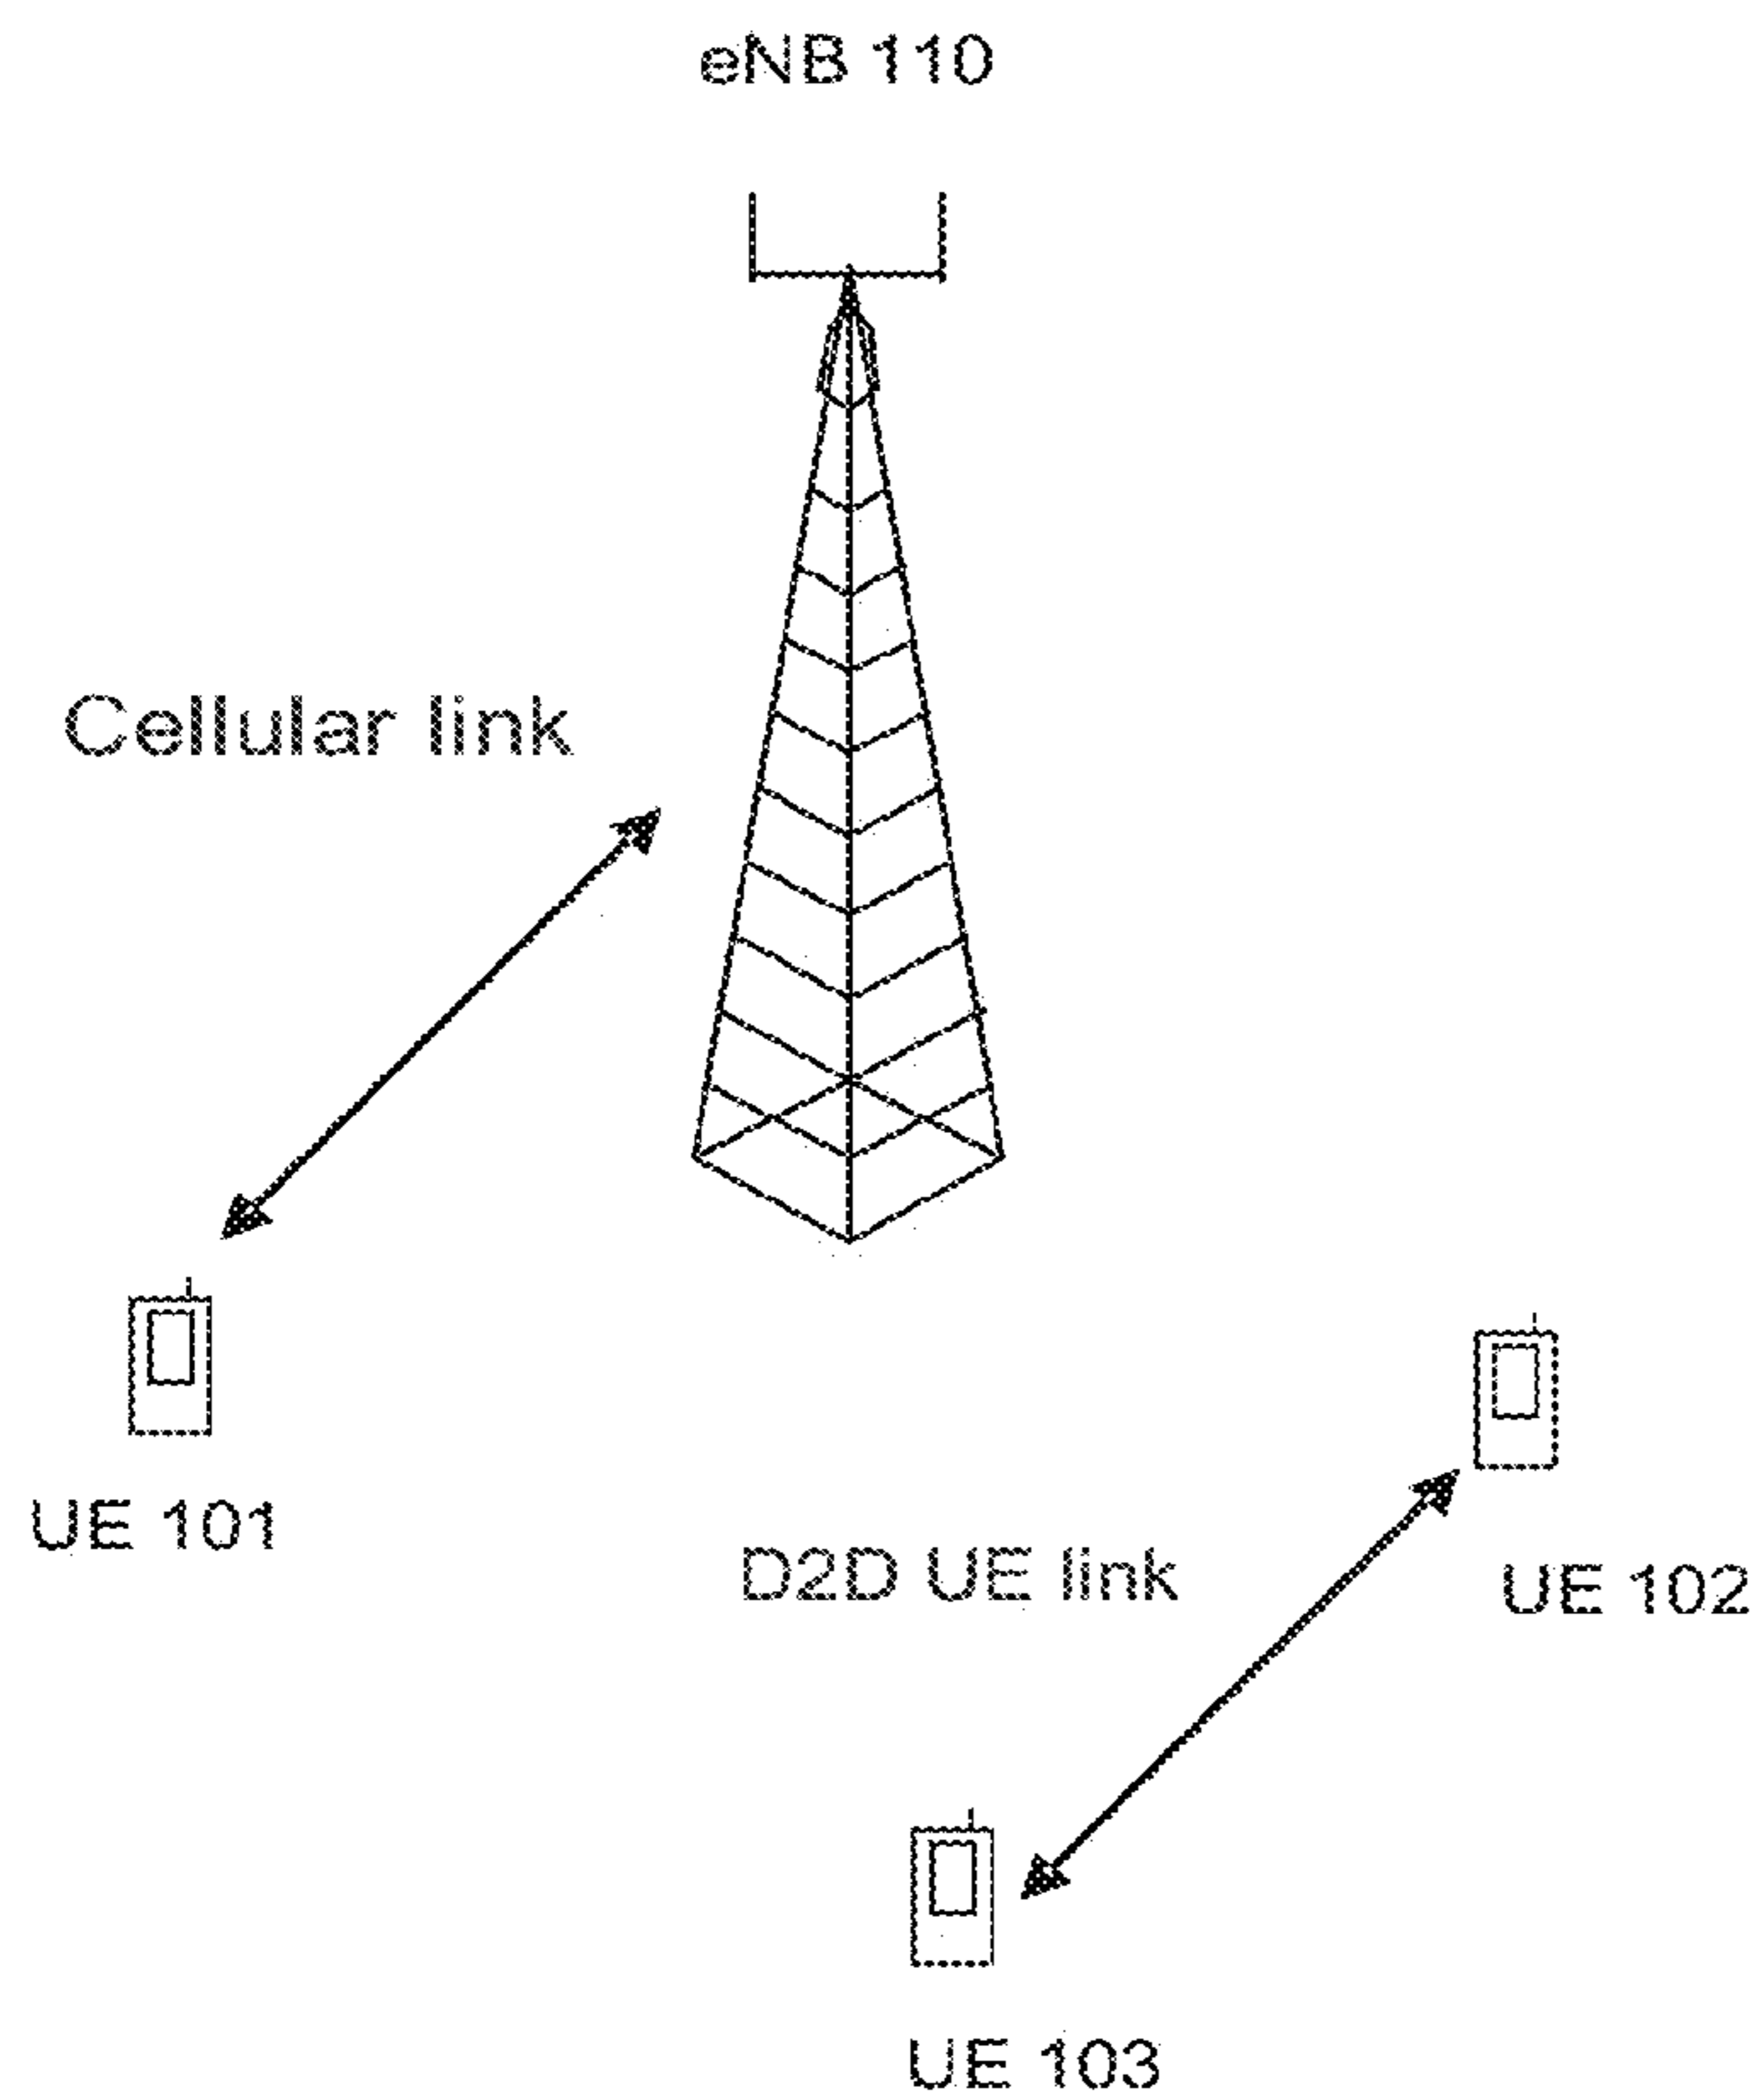 eNB 110
Cellular link
UE 101
D2D UE link
UE 102
UE 103